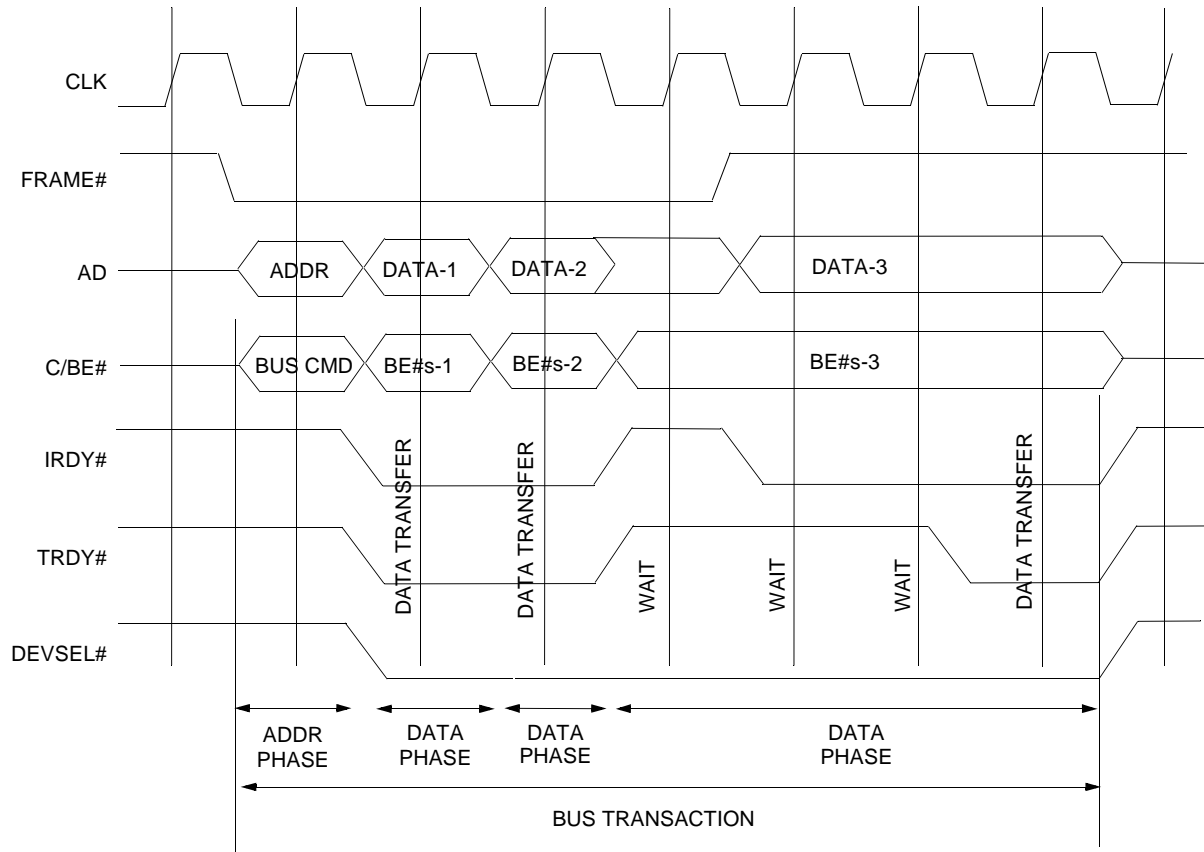 CLK
FRAME#
AD
ADDR
DATA-1
DATA-2
DATA-3
C/BE#
BUS CMD
BE#s-1
BE#s-2
BE#s-3
IRDY#
TRDY#
DEVSEL#
DATA TRANSFER
DATA TRANSFER
WAIT
WAIT
WAIT
DATA TRANSFER
ADDR
PHASE
DATA
PHASE
DATA
PHASE
DATA
PHASE
BUS TRANSACTION